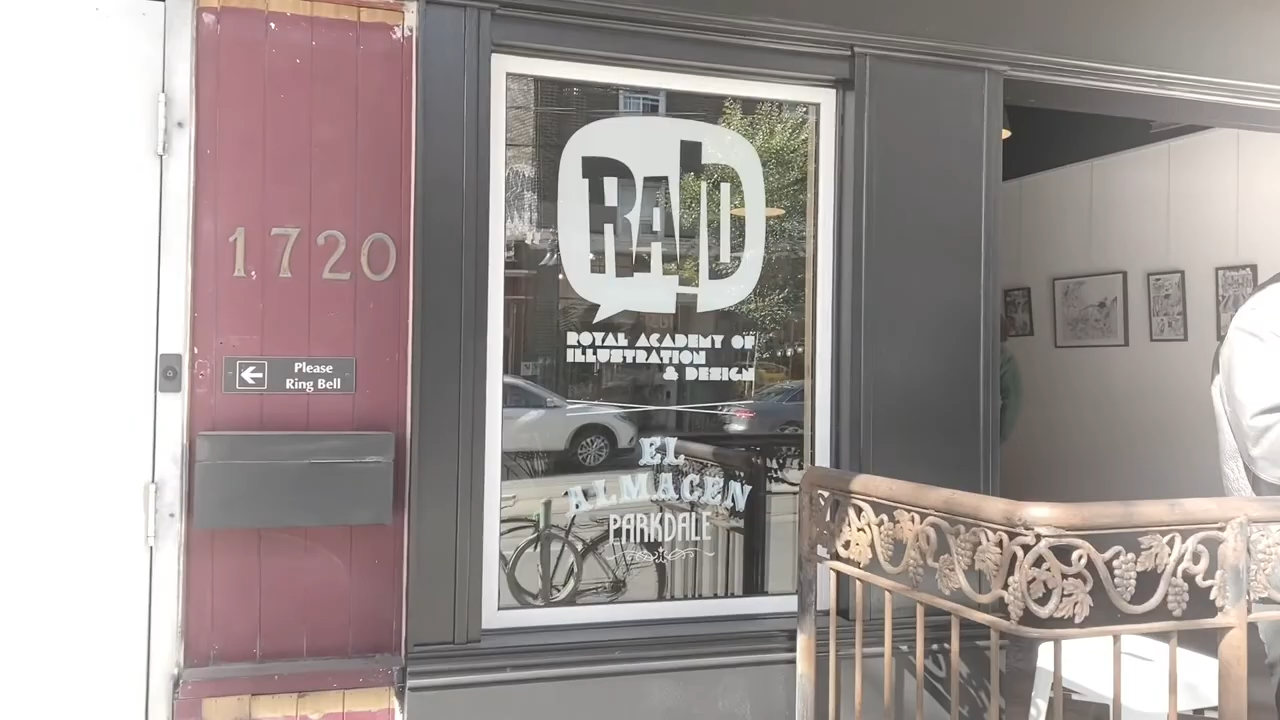 1720
Please
Ring Bell
RAID
ROYAL ACADEMY OF
ILLUSTRATION
& DESIGN
EL
ALMACEN
PARKDALE